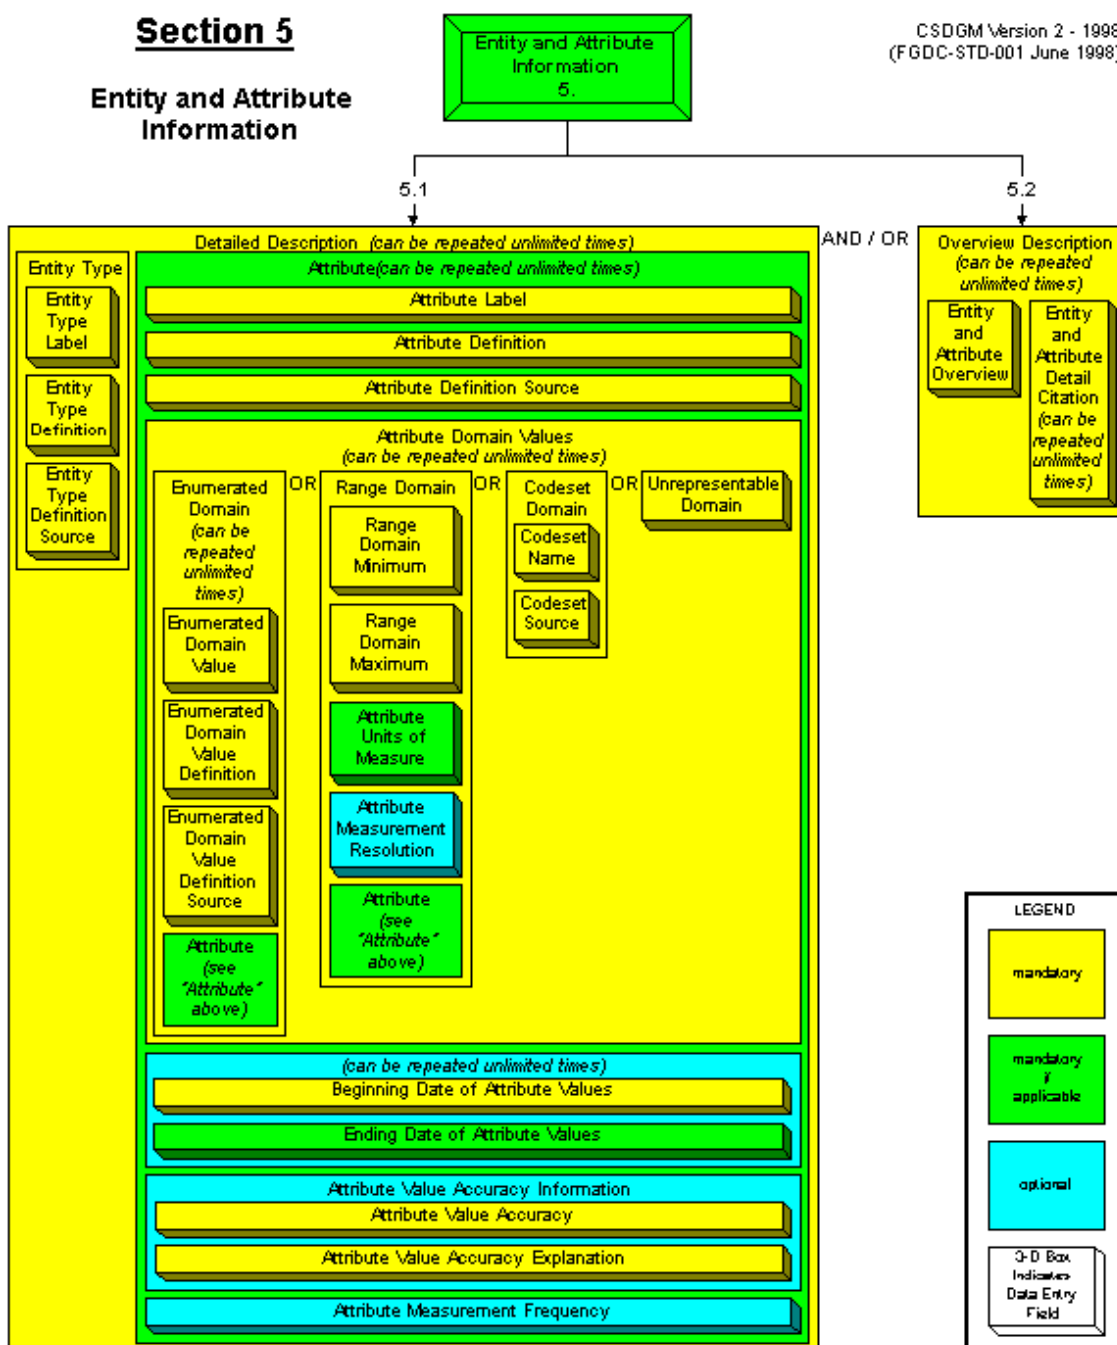 Section 5
Entity and Attribute
Information
Entity and Attribute
Information
5.
CSDGM Version 2 - 1998
(FGDC-STD-001 June 1998)
5.1
5.2
Detailed Description (can be repeated unlimited times)
AND / OR
Entity Type
Entity
Type
Label
Entity
Type
Definition
Entity
Type
Definition
Source
Attribute(can be repeated unlimited times)
Attribute Label
Attribute Definition
Attribute Definition Source
Attribute Domain Values
(can be repeated unlimited times)
Enumerated
Domain
(can be
repeated
unlimited
times)
Enumerated
Domain
Value
Enumerated
Domain
Value
Definition
Enumerated
Domain
Value
Definition
Source
Attribute
(see
"Attribute"
above)
OR
Range Domain
Range
Domain
Minimum
Range
Domain
Maximum
Attribute
Units of
Measure
Attribute
Measurement
Resolution
Attribute
(see
"Attribute"
above)
OR
Codeset
Domain
Codeset
Name
Codeset
Source
OR
Unrepresentable
Domain
(can be repeated unlimited times)
Beginning Date of Attribute Values
Ending Date of Attribute Values
Attribute Value Accuracy Information
Attribute Value Accuracy
Attribute Value Accuracy Explanation
Attribute Measurement Frequency
Overview Description
(can be repeated
unlimited times)
Entity
and
Attribute
Overview
Entity
and
Attribute
Detail
Citation
(can be
repeated
unlimited
times)
LEGEND
mandatory
mandatory
if
applicable
optional
3-D Box
Indicates
Data Entry
Field